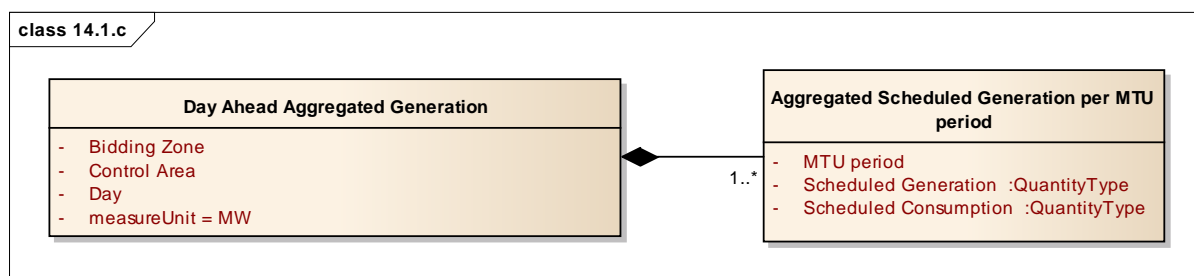 class 14.1.c
Day Ahead Aggregated Generation
- Bidding Zone
- Control Area
- Day
- measureUnit = MW
1..*
Aggregated Scheduled Generation per MTU
period
- MTU period
- Scheduled Generation :QuantityType
- Scheduled Consumption :QuantityType